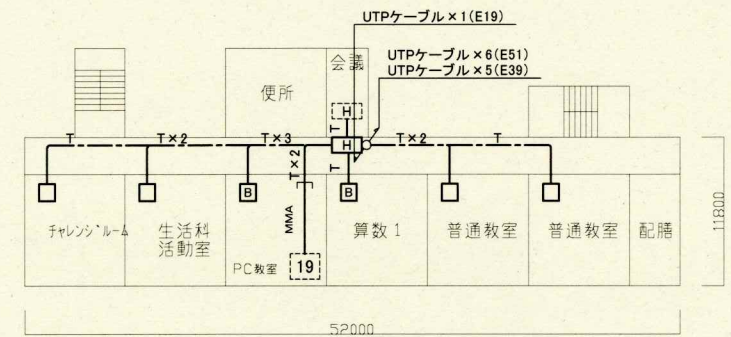 UTPケーブル×1(E19)
UTPケーブル×6(E51)
UTPケーブル×5(E39)
会議
便所
H
T
T
T×2
T×3
H
T×2
T
T×2
T
B
B
MMA
チャレンジルーム
生活科
活動室
PC教室
19
算数1
普通教室
普通教室
配膳
11800
52000